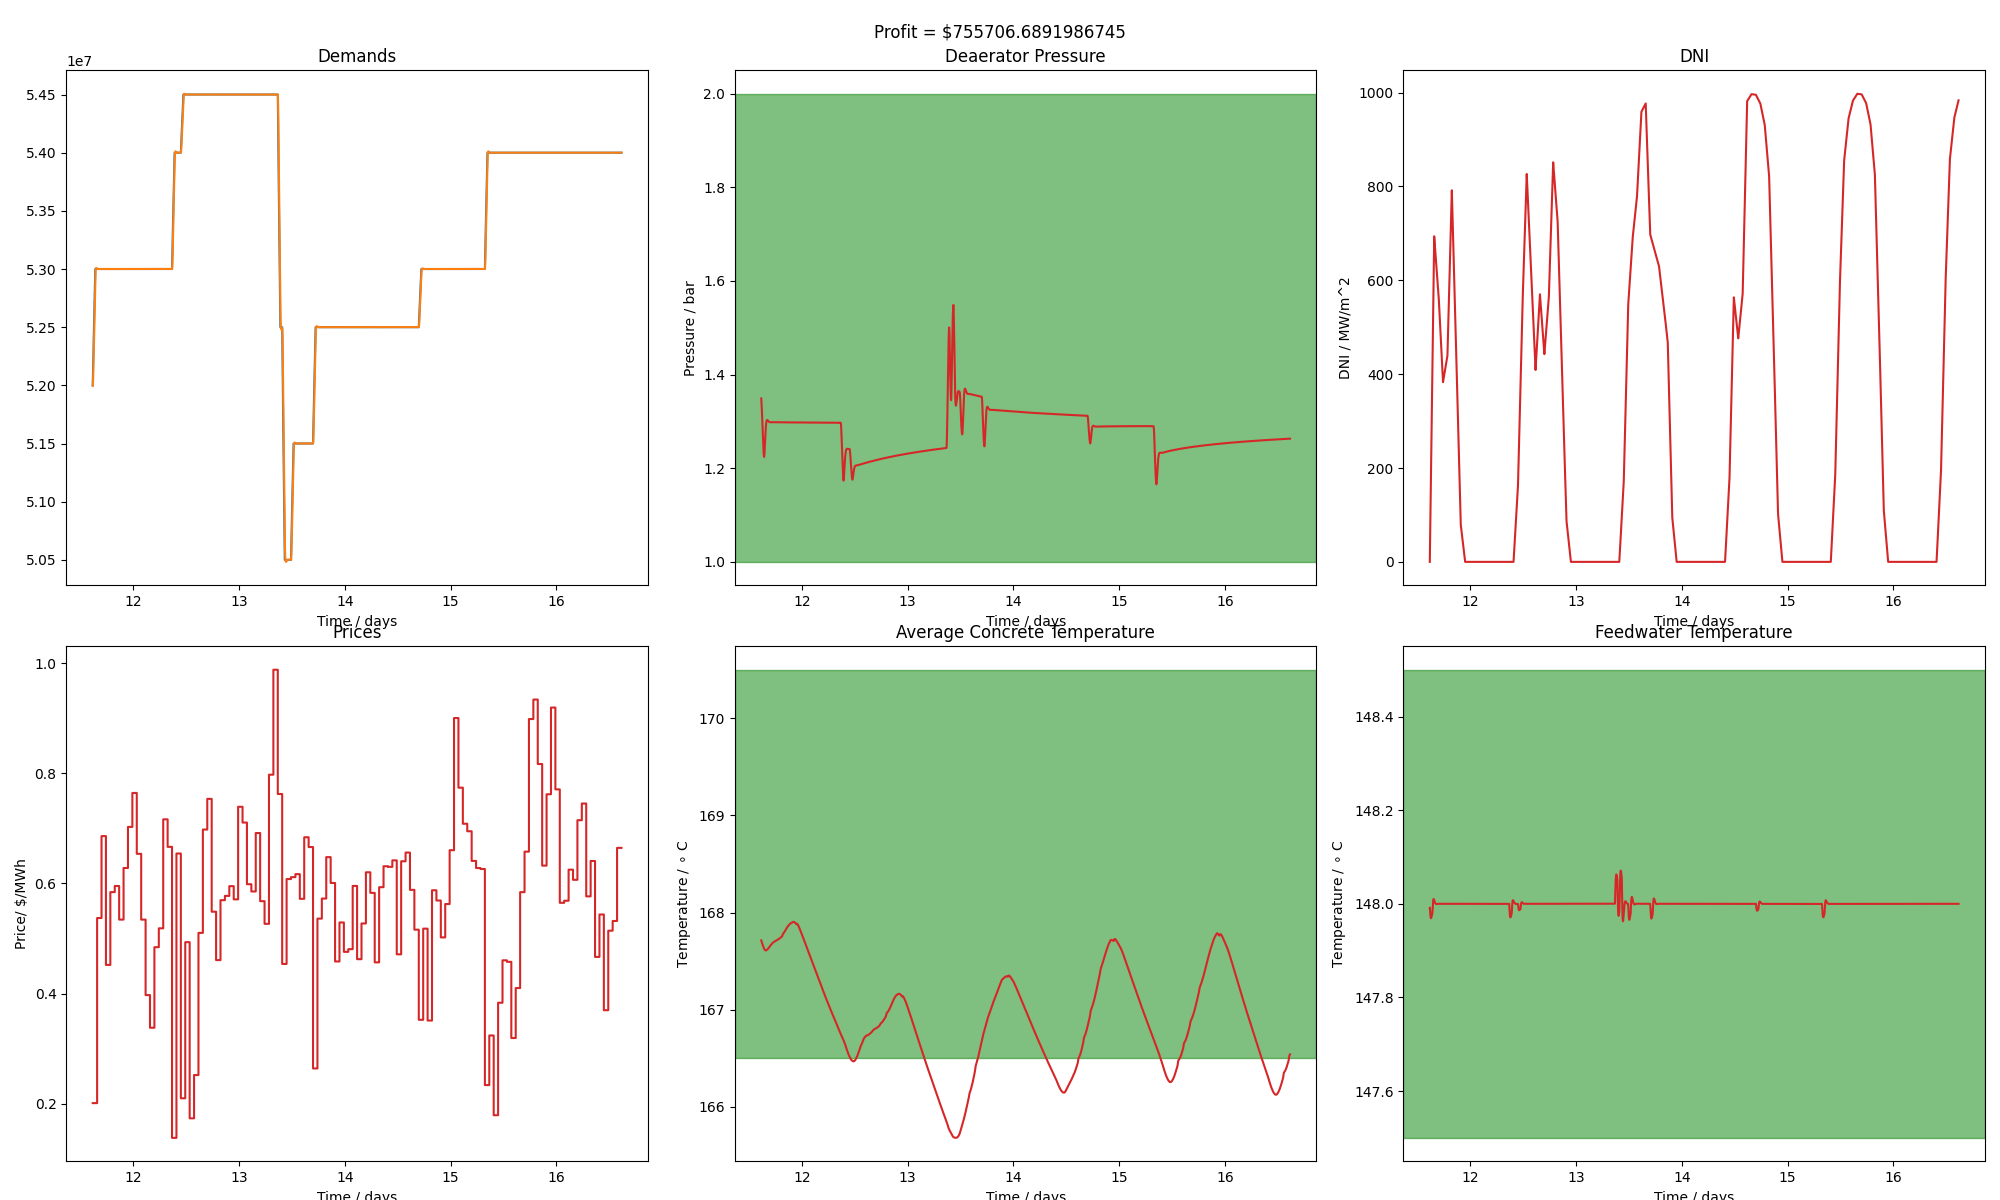 Profit = $755706.6891986745
Demands
1e7
5.45
5.40
5.35
5.30
5.25
5.20
5.15
5.10
5.05
12 13 14 15 16
Time / days
Deaerator Pressure
Pressure / bar
2.0
1.8
1.6
1.4
1.2
1.0
12 13 14 15 16
Time / days
DNI
DNI / MW/m^2
1000
800
600
400
200
0
12 13 14 15 16
Time / days
Prices
Price/ $/MWh
1.0
0.8
0.6
0.4
0.2
12 13 14 15 16
Time / days
Average Concrete Temperature
Temperature / ∘ C
170
169
168
167
166
12 13 14 15 16
Time / days
Feedwater Temperature
Temperature / ∘ C
148.4
148.2
148.0
147.8
147.6
12 13 14 15 16
Time / days